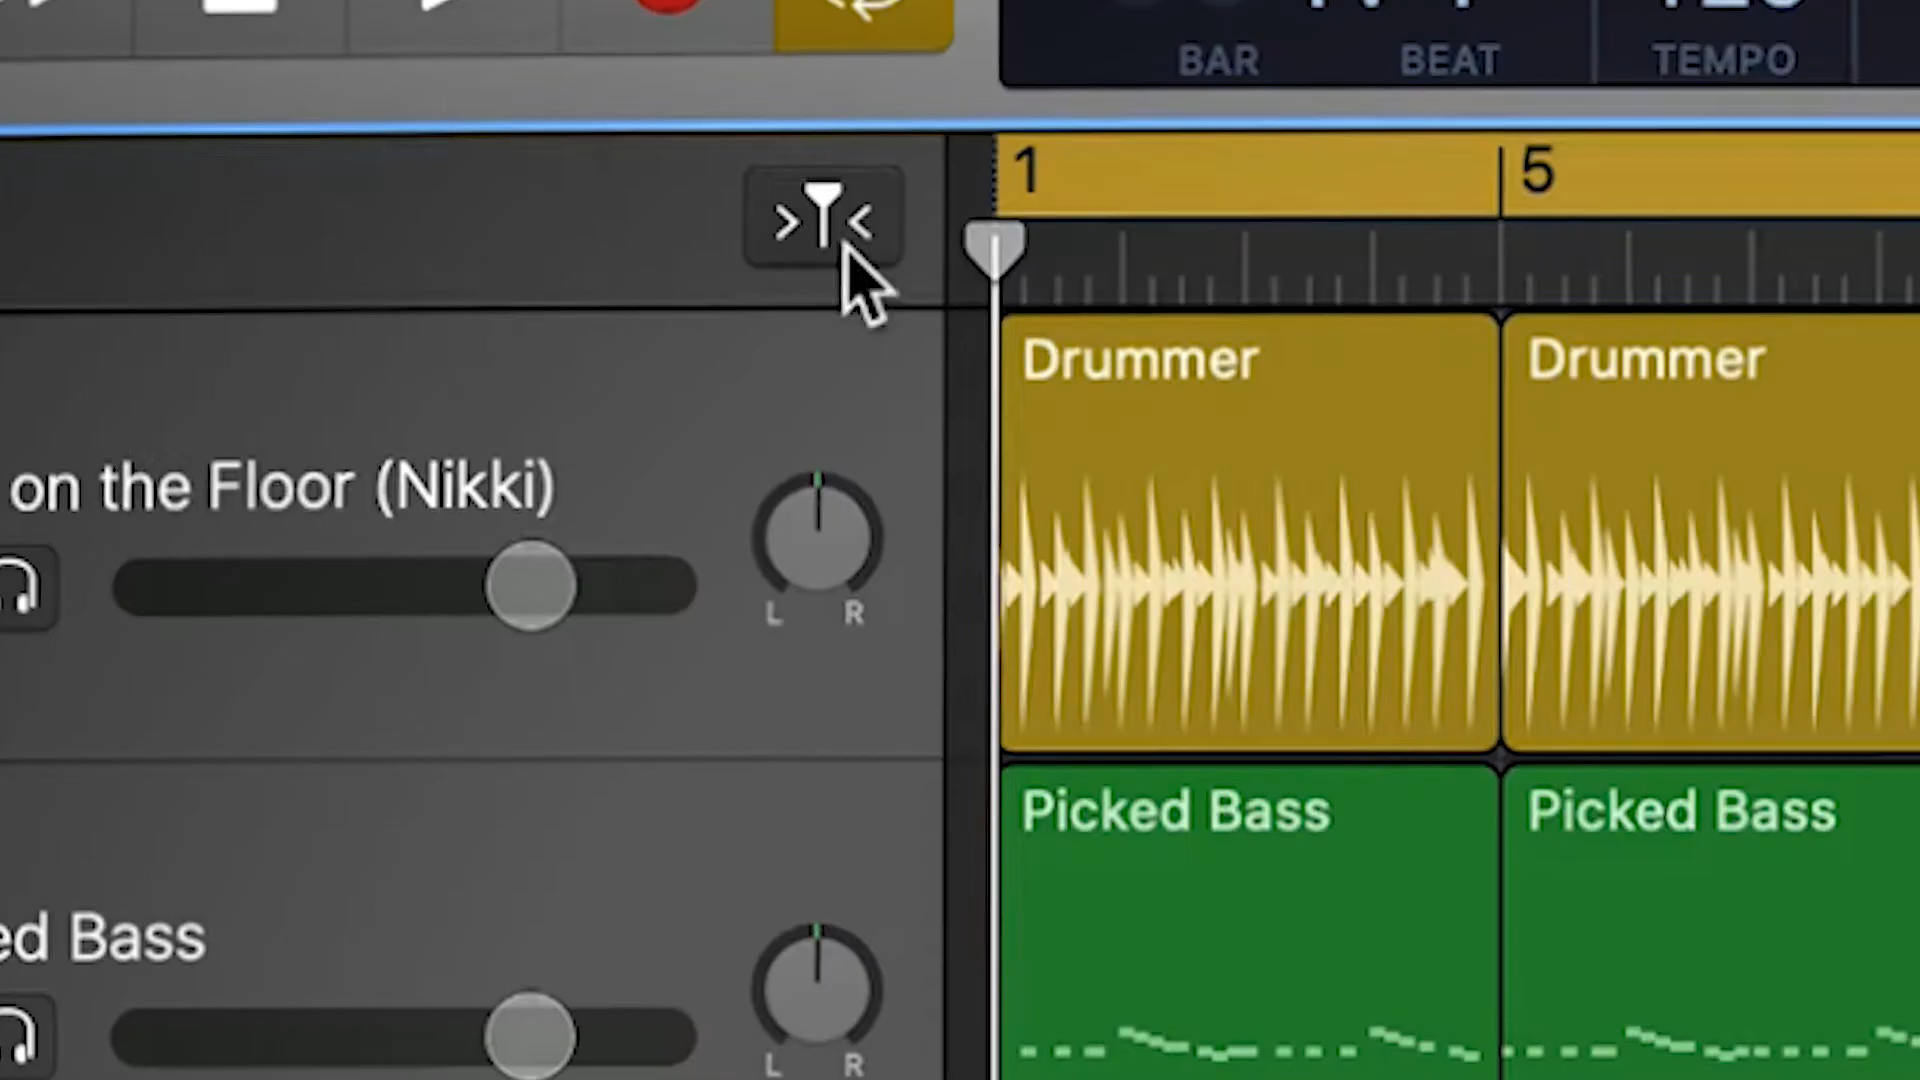 BAR BEAT TEMPO
1 5
Drummer Drummer
on the Floor (Nikki)
L R
Picked Bass Picked Bass
ed Bass
L R